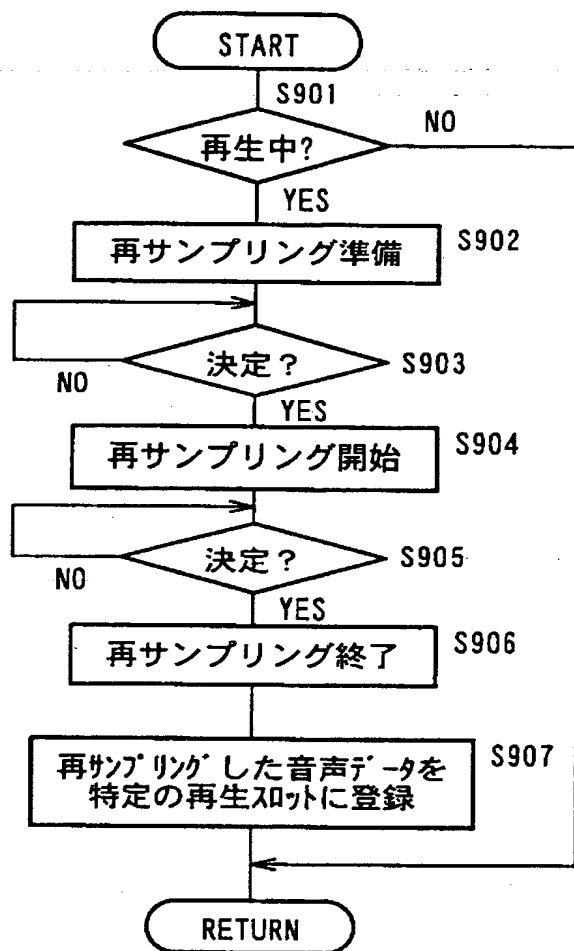 START
S901
再生中?
NO
YES
再サンプリング準備
S902
決定?
S903
NO
YES
再サンプリング開始
S904
決定?
S905
NO
YES
再サンプリング終了
S906
再サンプリングした音声データを
特定の再生スロットに登録
S907
RETURN